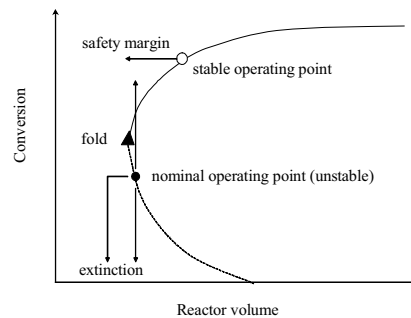 safety margin
stable operating point
fold
nominal operating point (unstable)
extinction
Conversion
Reactor volume